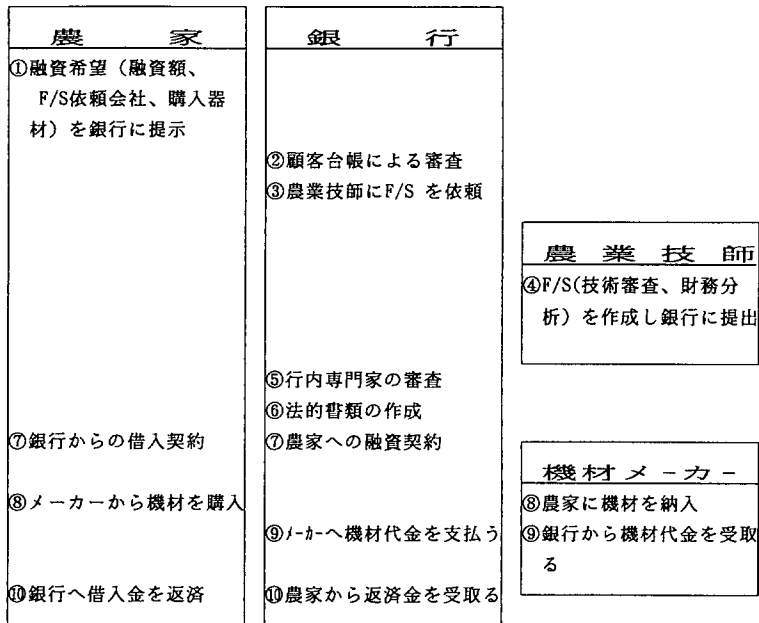 農家
①融資希望（融資額、
F/S依頼会社、購入器
材）を銀行に提示
⑦銀行からの借入契約
⑧メーカーから機材を購入
⑩銀行へ借入金を返済
銀行
②顧客台帳による審査
③農業技師にF/S を依頼
⑤行内専門家の審査
⑥法的書類の作成
⑦農家への融資契約
⑨メーカーへ機材代金を支払う
⑩農家から返済金を受取る
農業技師
④F/S(技術審査、財務分
析）を作成し銀行に提出
機材メーカー
⑧農家に機材を納入
⑨銀行から機材代金を受取
る